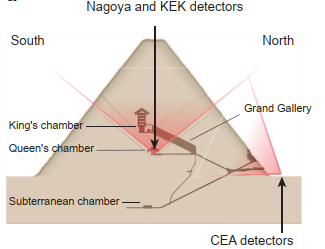 Nagoya and KEK detectors
South
North
Grand Gallery
King's chamber
Queen's chamber
Subterranean chamber
CEA detectors